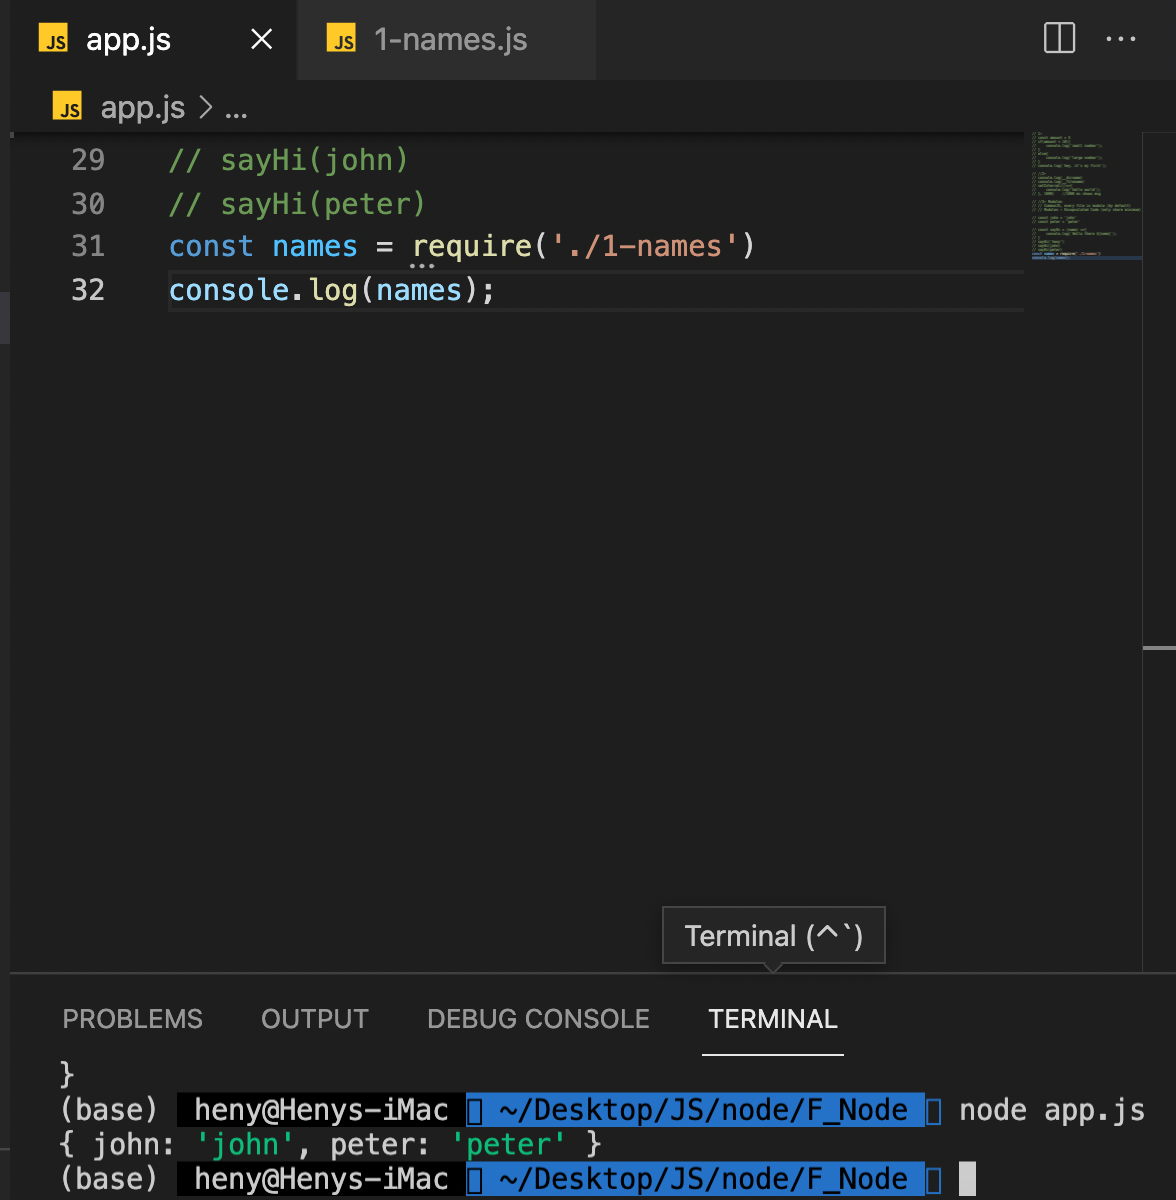 JS app.js
JS 1-names.js
JS app.js > ...
29 // sayHi(john)
30 // sayHi(peter)
31 const names = require('./1-names')
32 console.log(names);
Terminal (^`)
PROBLEMS OUTPUT DEBUG CONSOLE TERMINAL
}
(base) heny@Henys-iMac ~/Desktop/JS/node/F_Node node app.js
{ john: 'john', peter: 'peter' }
(base) heny@Henys-iMac ~/Desktop/JS/node/F_Node